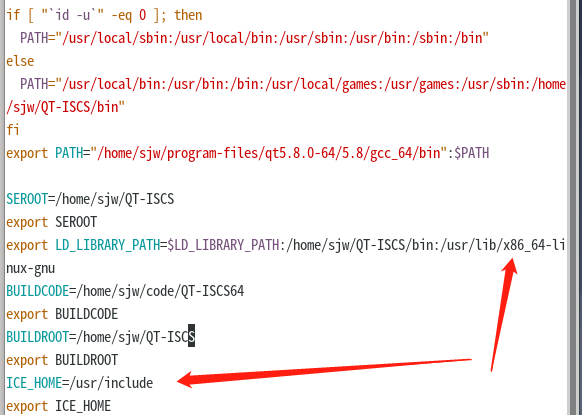 if [ "`id -u`" -eq 0 ]; then
PATH="/usr/local/sbin:/usr/local/bin:/usr/sbin:/usr/bin:/sbin:/bin"
else
PATH="/usr/local/bin:/usr/bin:/bin:/usr/local/games:/usr/games:/usr/sbin:/home
/sjw/QT-ISCS/bin"
fi
export PATH="/home/sjw/program-files/qt5.8.0-64/5.8/gcc_64/bin":$PATH
SEROOT=/home/sjw/QT-ISCS
export SEROOT
export LD_LIBRARY_PATH=$LD_LIBRARY_PATH:/home/sjw/QT-ISCS/bin:/usr/lib/x86_64-li
nux-gnu
BUILDCODE=/home/sjw/code/QT-ISCS64
export BUILDCODE
BUILDROOT=/home/sjw/QT-ISCS
export BUILDROOT
ICE_HOME=/usr/include
export ICE_HOME